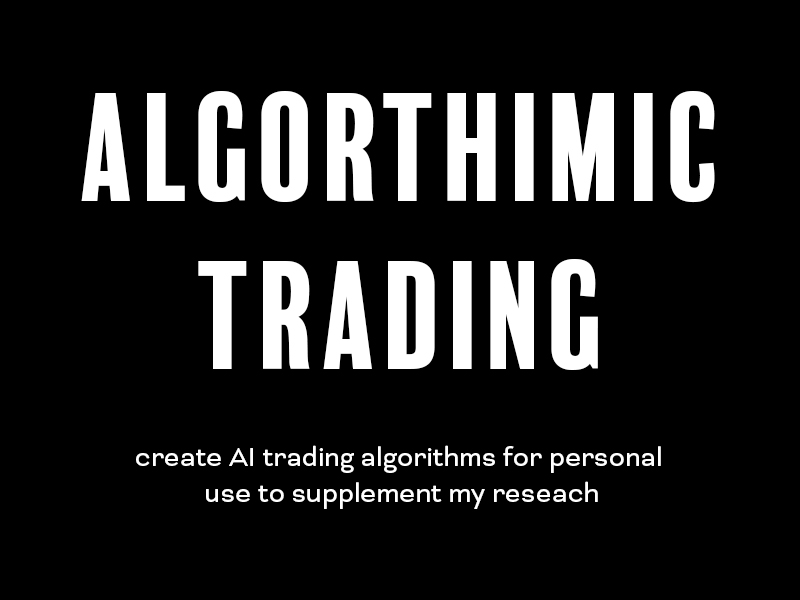 ALGORTHIMIC
TRADING
create AI trading algorithms for personal
use to supplement my reseach